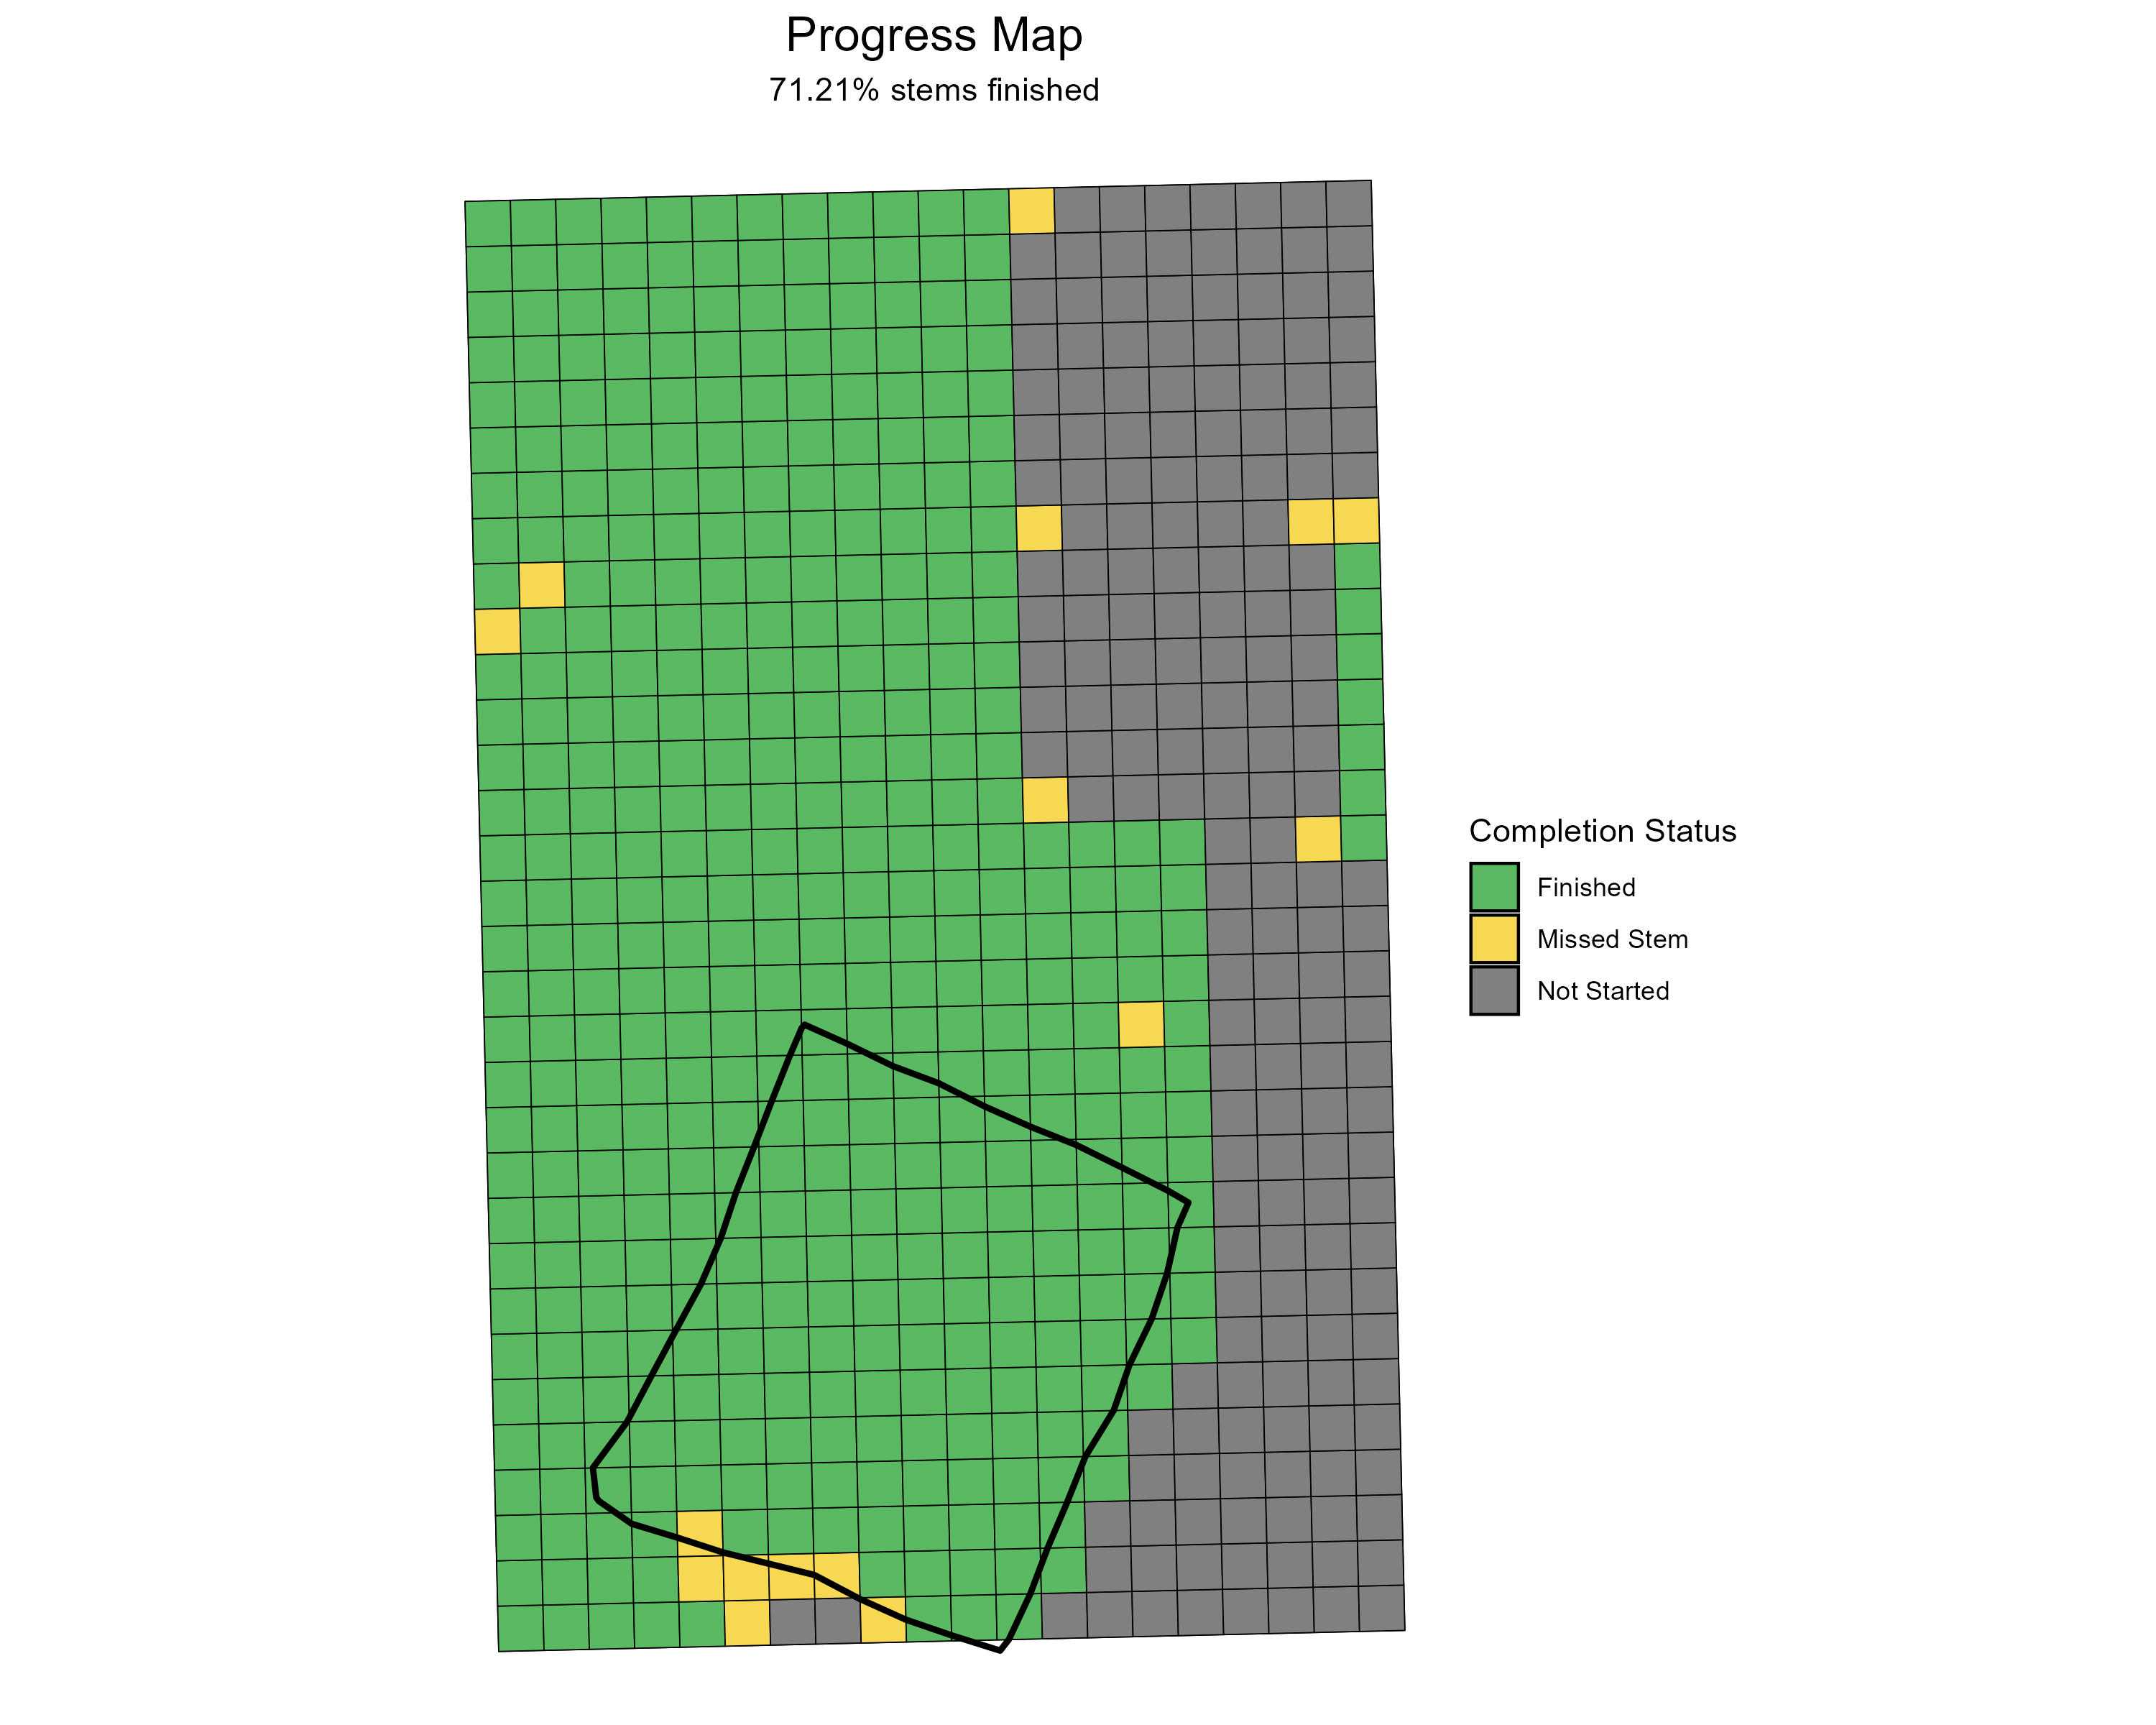 Progress Map
71.21% stems finished
Completion Status
Finished
Missed Stem
Not Started